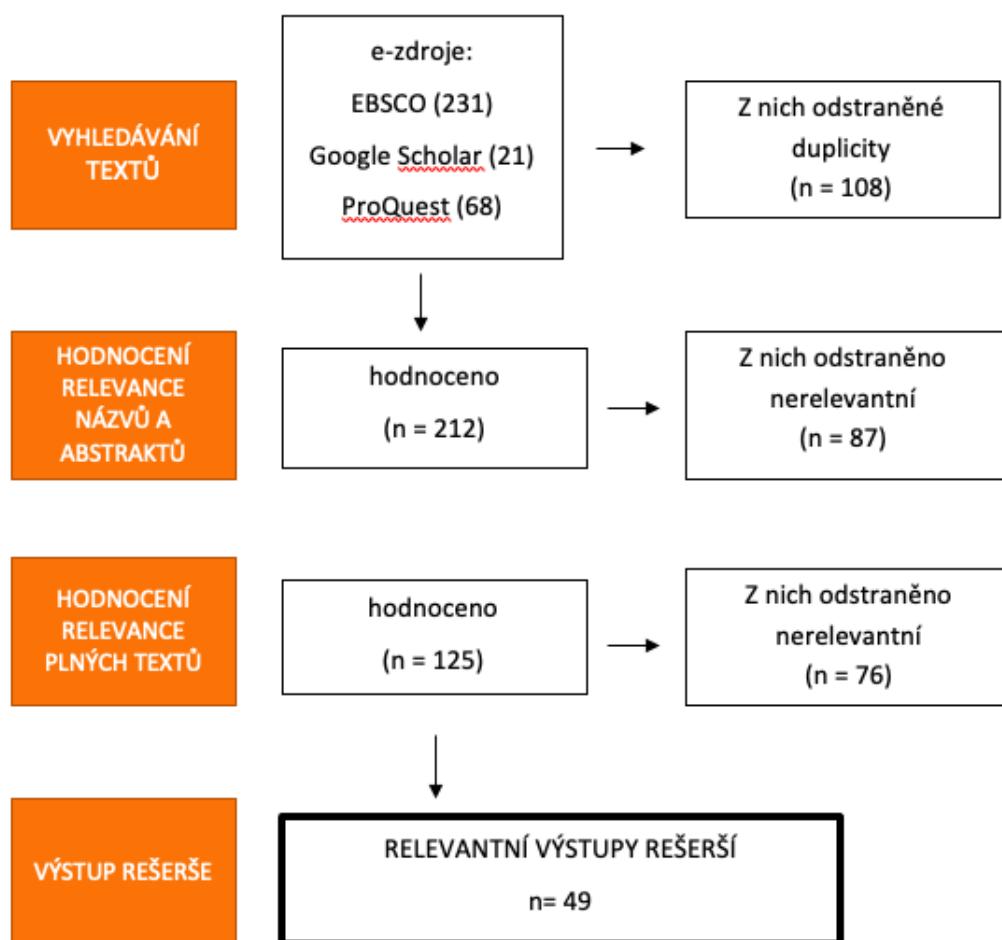 VYHLEDÁVÁNÍ
TEXTŮ
e-zdroje:
EBSCO (231)
Google Scholar (21)
ProQuest (68)
Z nich odstraněné
duplicity
(n = 108)
HODNOCENÍ
RELEVANCE
NÁZVŮ A
ABSTRAKTŮ
hodnoceno
(n = 212)
Z nich odstraněno
nerelevantní
(n = 87)
HODNOCENÍ
RELEVANCE
PLNÝCH TEXTŮ
hodnoceno
(n = 125)
Z nich odstraněno
nerelevantní
(n = 76)
VÝSTUP REŠERŠE
RELEVANTNÍ VÝSTUPY REŠERŠÍ
n= 49